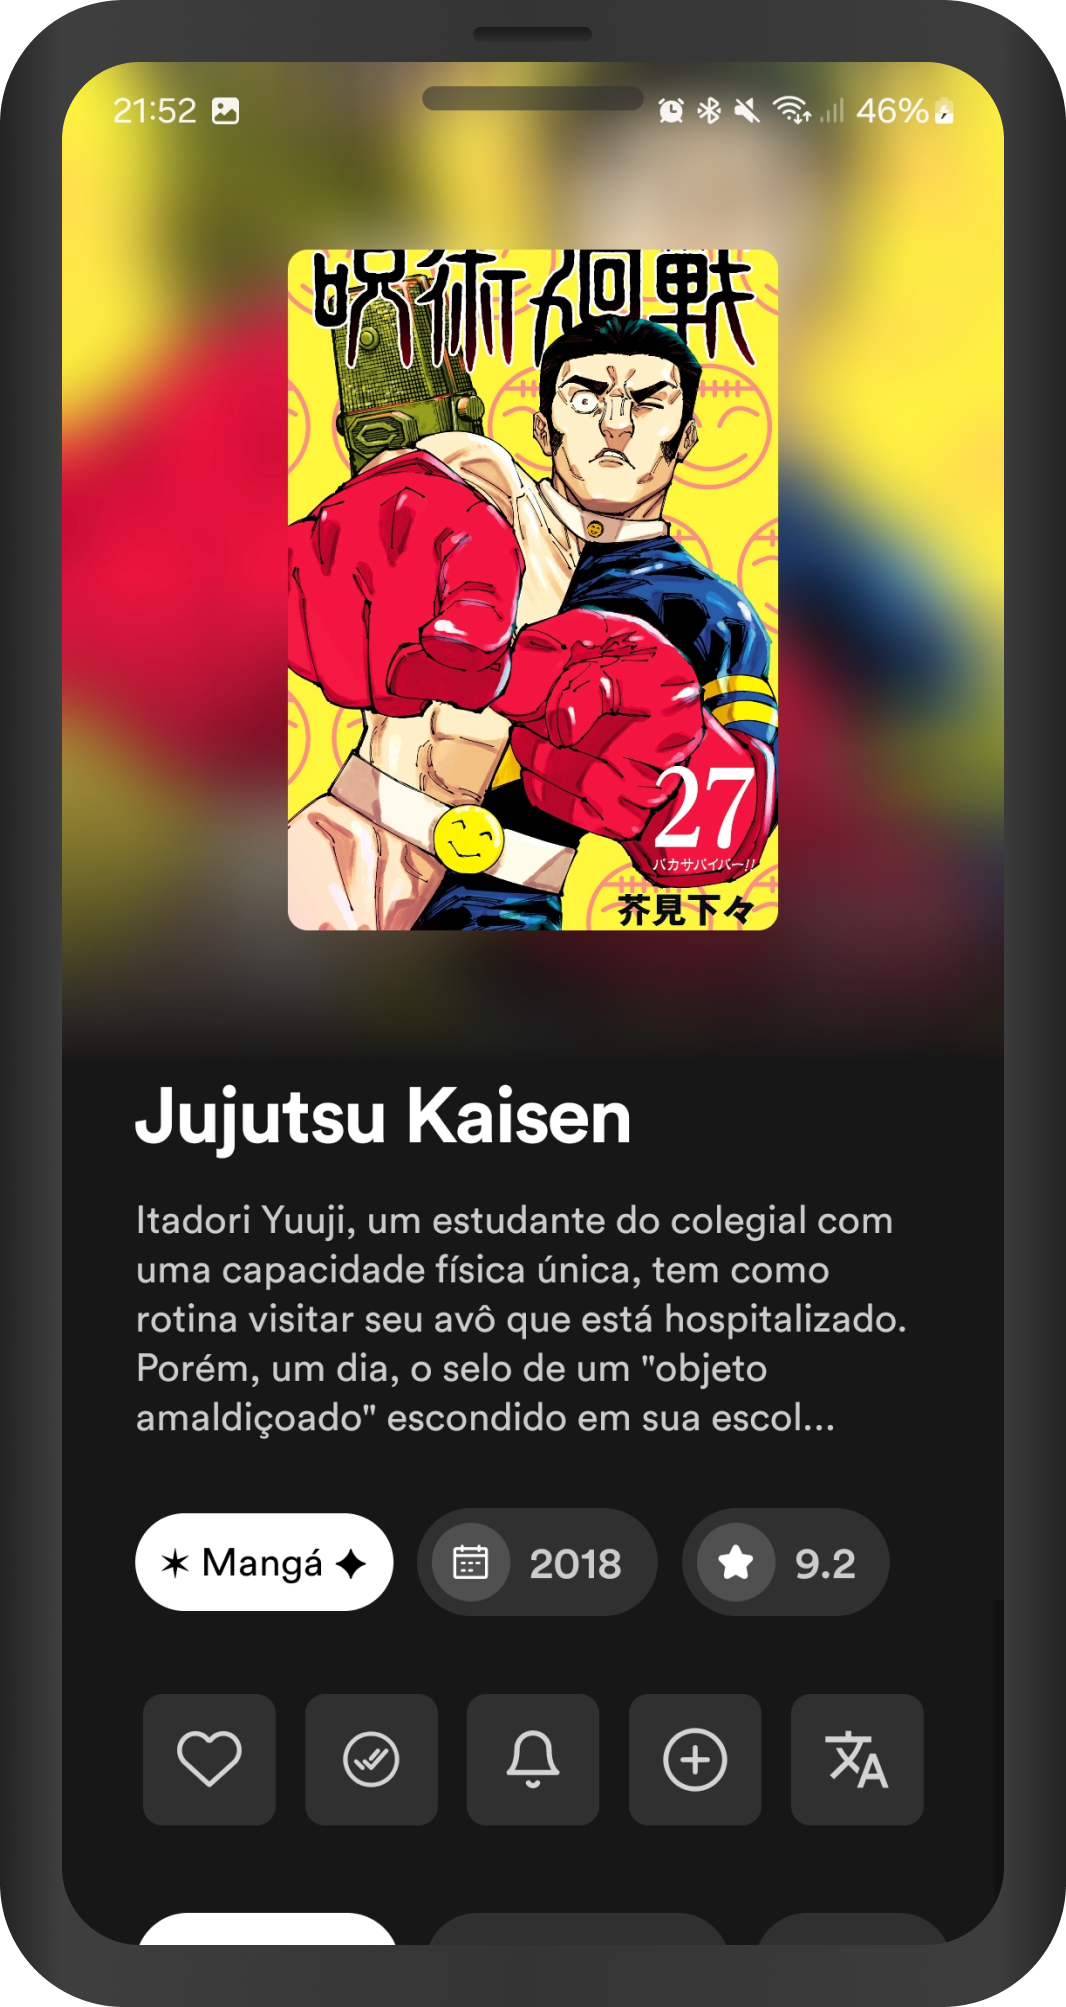 21:52 46%
呪術廻戦
27
バカサバイバー!!
芥見下々
Jujutsu Kaisen
Itadori Yuuji, um estudante do colegial com
uma capacidade física única, tem como
rotina visitar seu avô que está hospitalizado.
Porém, um dia, o selo de um "objeto
amaldiçoado" escondido em sua escol...
✶ Mangá ✦ 2018 9.2